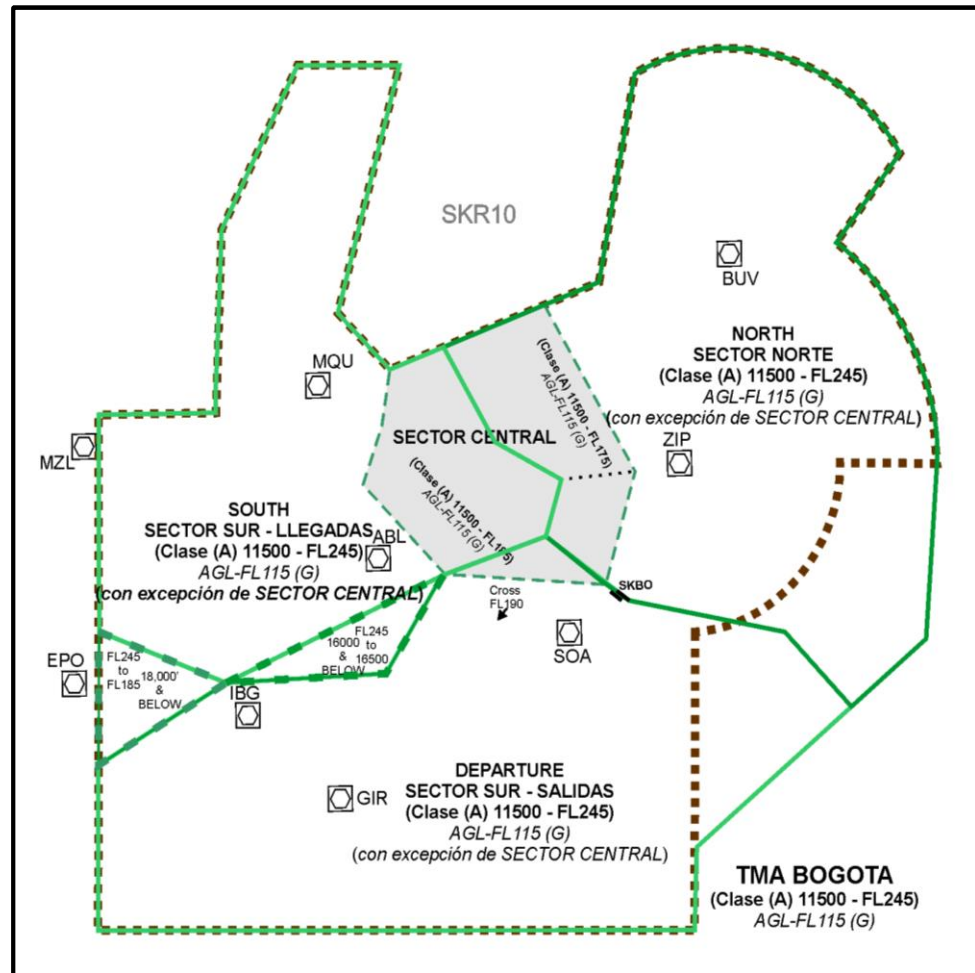 SKR10
BUV
NORTH
SECTOR NORTE
(Clase (A) 11500 - FL245)
AGL-FL115 (G)
(con excepción de SECTOR CENTRAL)
MQU
(Clase (A) 11500 - FL175)
AGL-FL115 (G)
SECTOR CENTRAL
ZIP
MZL
(Clase (A) 11500 - FL185)
AGL-FL115 (G)
SOUTH
SECTOR SUR - LLEGADAS
ABL
(Clase (A) 11500 - FL245)
AGL-FL115 (G)
(con excepción de SECTOR CENTRAL)
Cross
FL190
SKBO
SOA
FL245
to
16500
16000
&
BELOW
EPO
FL245
to
FL185
18,000'
&
BELOW
IBG
DEPARTURE
SECTOR SUR - SALIDAS
(Clase (A) 11500 - FL245)
AGL-FL115 (G)
(con excepción de SECTOR CENTRAL)
GIR
TMA BOGOTA
(Clase (A) 11500 - FL245)
AGL-FL115 (G)